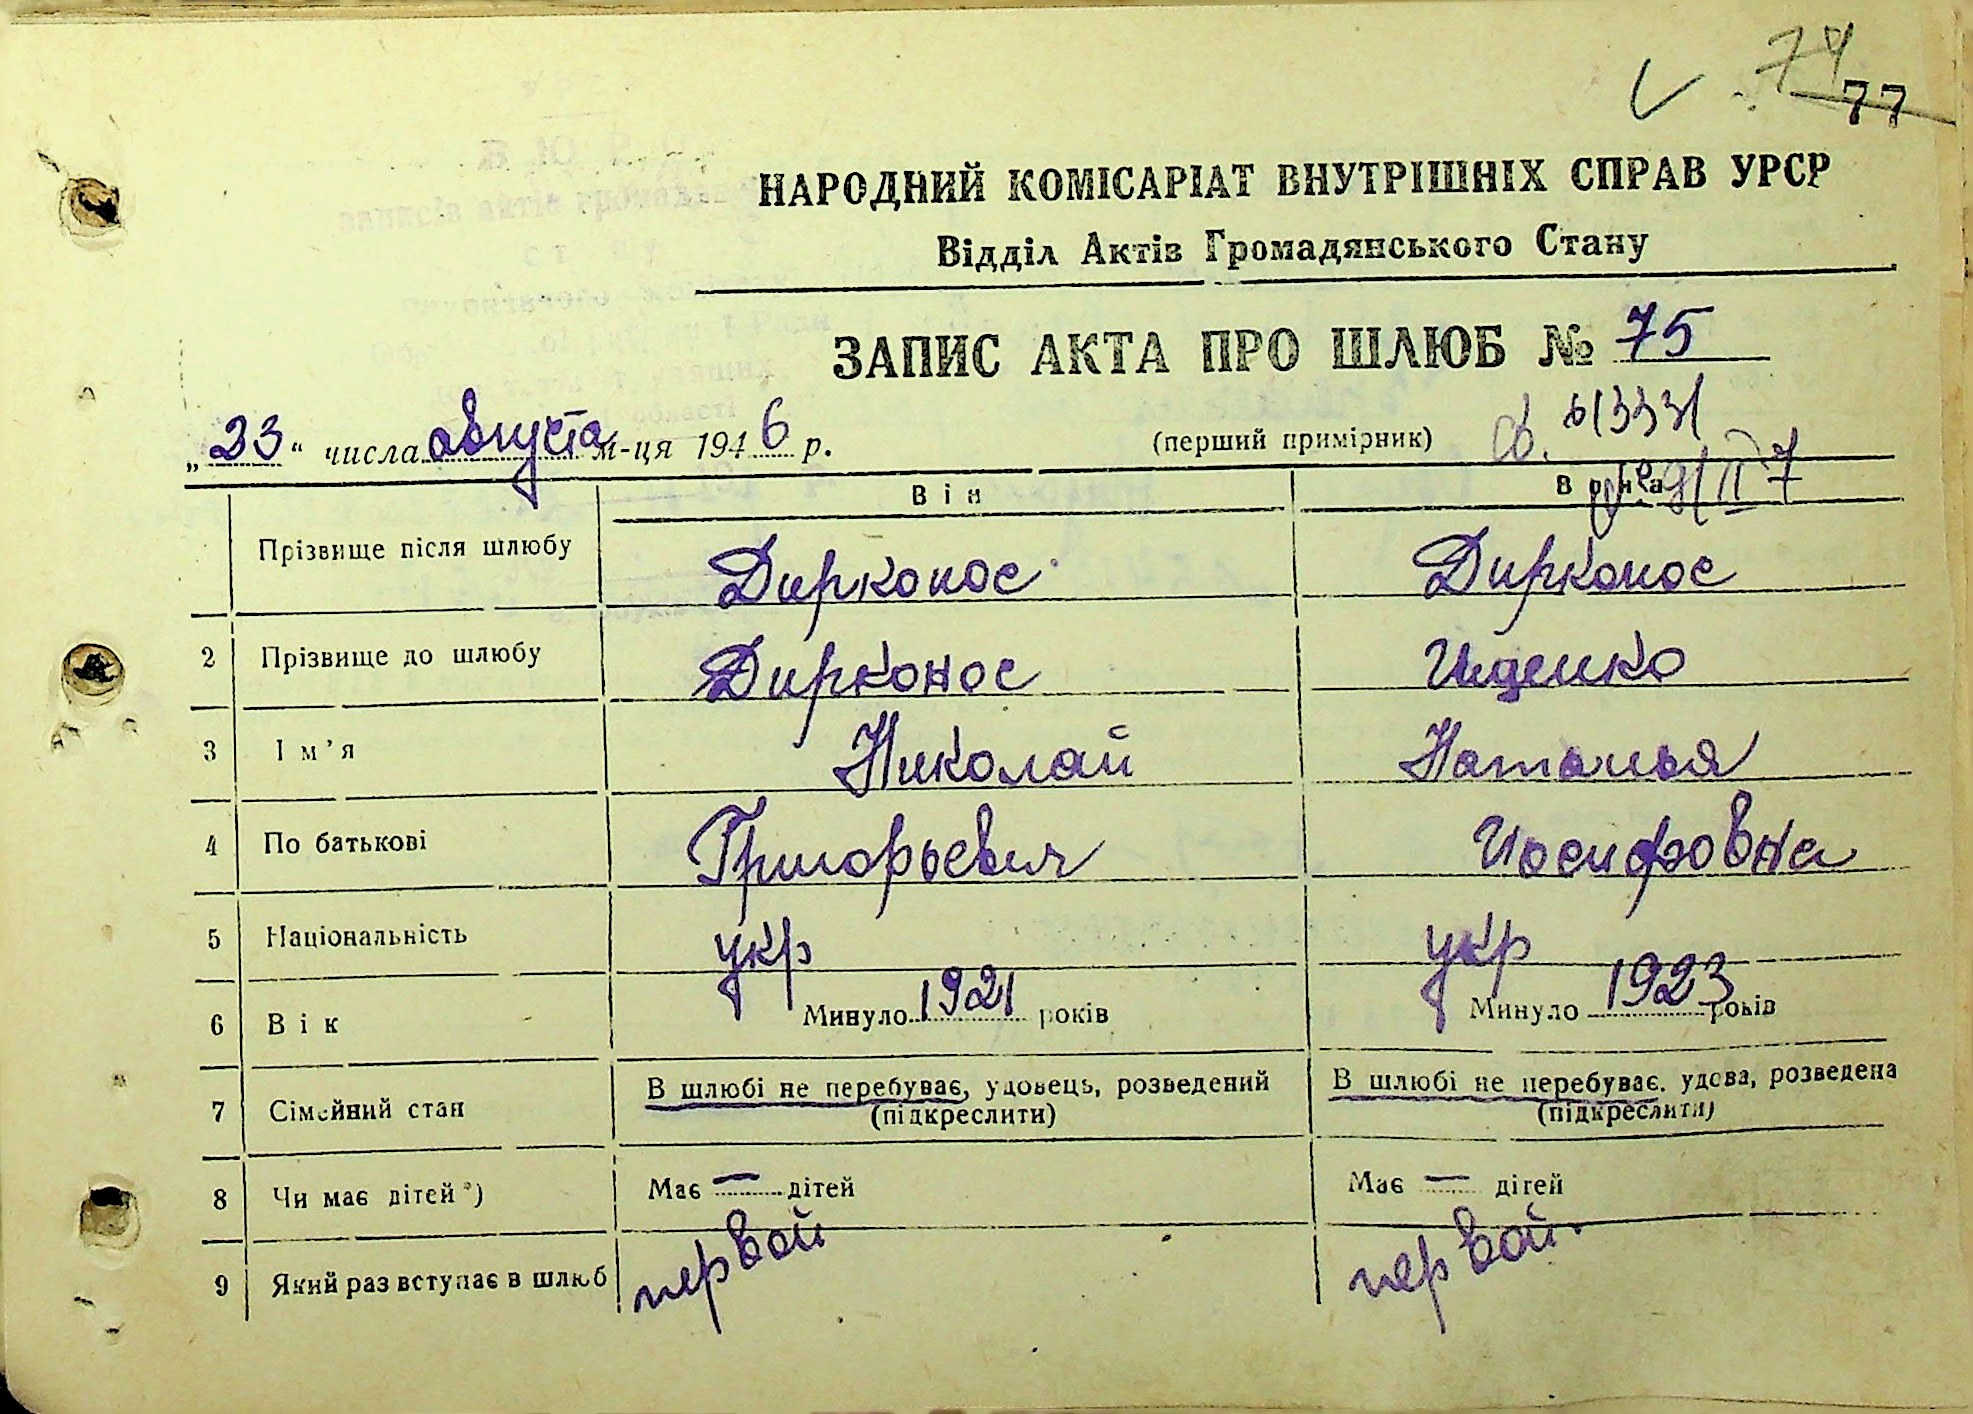 74
77
НАРОДНИЙ КОМІСАРІАТ ВНУТРІШНІХ СПРАВ УРСР
Відділ Актів Громадянського Стану
ЗАПИС АКТА ПРО ШЛЮБ № 75
„23“ числа августа м-ця 1946 р. (перший примірник)
Він Вона
Прізвище після шлюбу Дирконос Дирконос
2 Прізвище до шлюбу Дирконос Ищенко
3 Ім'я Николай Наталья
4 По батькові Григорьевич Иосифовна
5 Національність укр укр
6 Вік Минуло 1921 років Минуло 1923 років
7 Сімейний стан В шлюбі не перебуває, удовець, розведений В шлюбі не перебуває, удова, розведена
(підкреслити) (підкреслити)
8 Чи має дітей*) Має — дітей Має — дітей
9 Який раз вступає в шлюб первой первой.